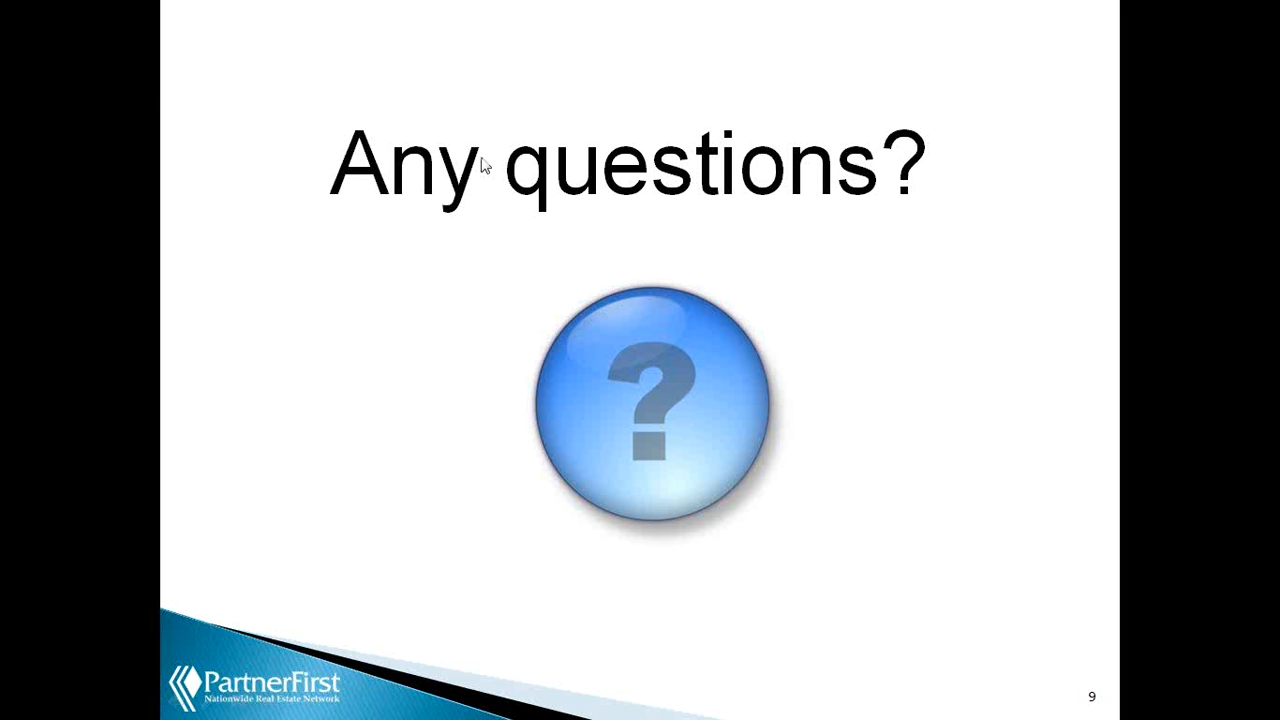 Any questions?
?
PartnerFirst
Nationwide Real Estate Network
9